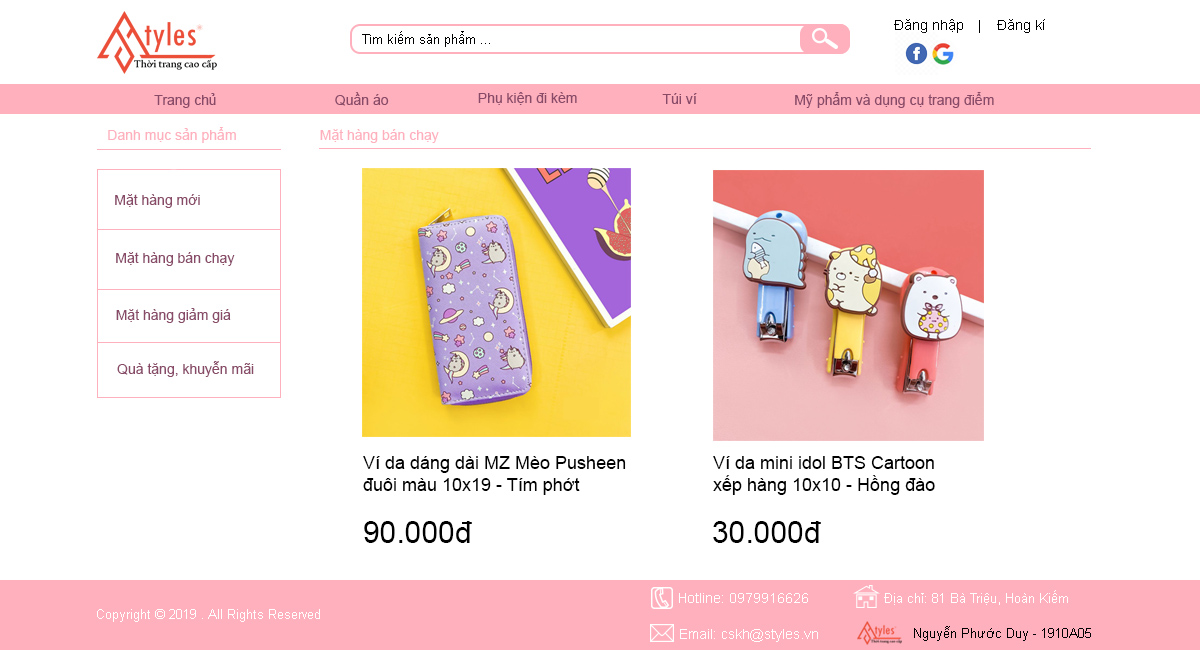 Styles
Thời trang cao cấp
Tìm kiếm sản phẩm ...
Đăng nhập | Đăng kí
Trang chủ
Quần áo
Phụ kiện đi kèm
Túi ví
Mỹ phẩm và dụng cụ trang điểm
Danh mục sản phẩm
Mặt hàng mới
Mặt hàng bán chạy
Mặt hàng giảm giá
Quà tặng, khuyễn mãi
Mặt hàng bán chạy
Ví da dáng dài MZ Mèo Pusheen
đuôi màu 10x19 - Tím phớt
90.000đ
Ví da mini idol BTS Cartoon
xếp hàng 10x10 - Hồng đào
30.000đ
Copyright © 2019 . All Rights Reserved
Hotline: 0979916626
Email: cskh@styles.vn
Địa chỉ: 81 Bà Triệu, Hoàn Kiếm
Styles
Thời trang cao cấp
Nguyễn Phước Duy - 1910A05